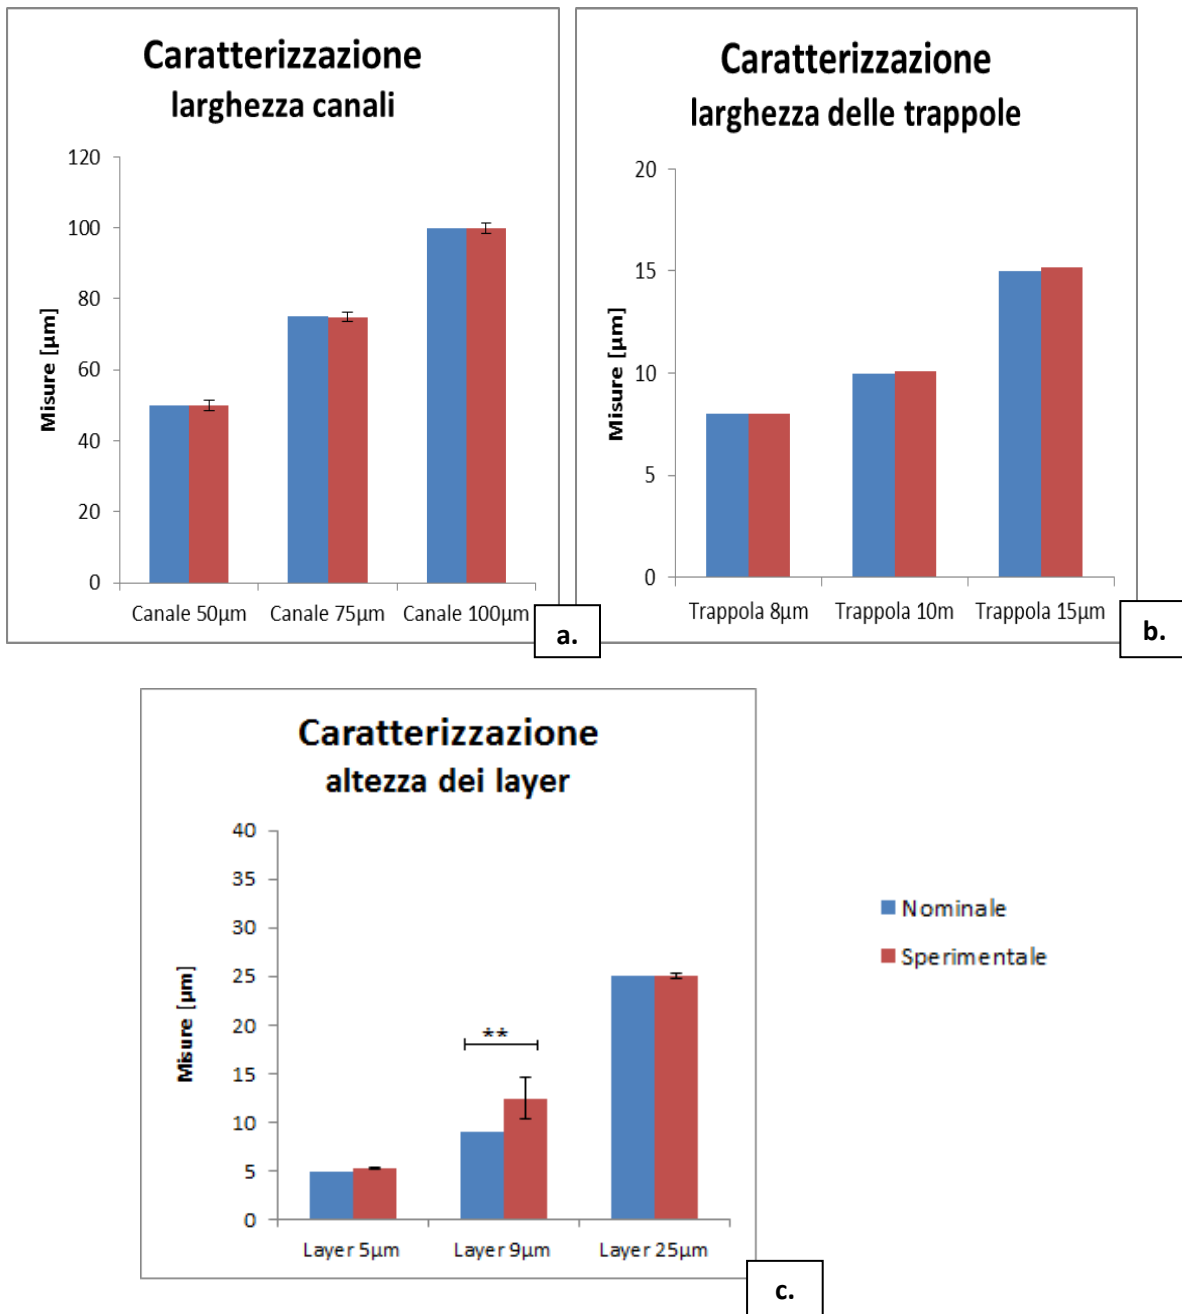 Caratterizzazione
larghezza canali
120
100
80
60
40
20
0
Misure [µm]
Canale 50µm
Canale 75µm
Canale 100µm
a.
Caratterizzazione
larghezza delle trappole
20
15
10
5
0
Misure [µm]
Trappola 8µm
Trappola 10m
Trappola 15µm
b.
Caratterizzazione
altezza dei layer
40
35
30
25
20
15
10
5
0
Misure [µm]
**
Layer 5µm
Layer 9µm
Layer 25µm
c.
Nominale
Sperimentale